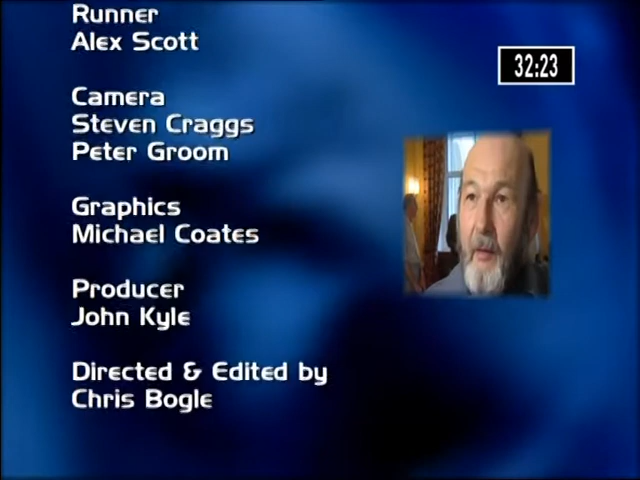 Runner
Alex Scott
32:23
Camera
Steven Craggs
Peter Groom
Graphics
Michael Coates
Producer
John Kyle
Directed & Edited by
Chris Bogle